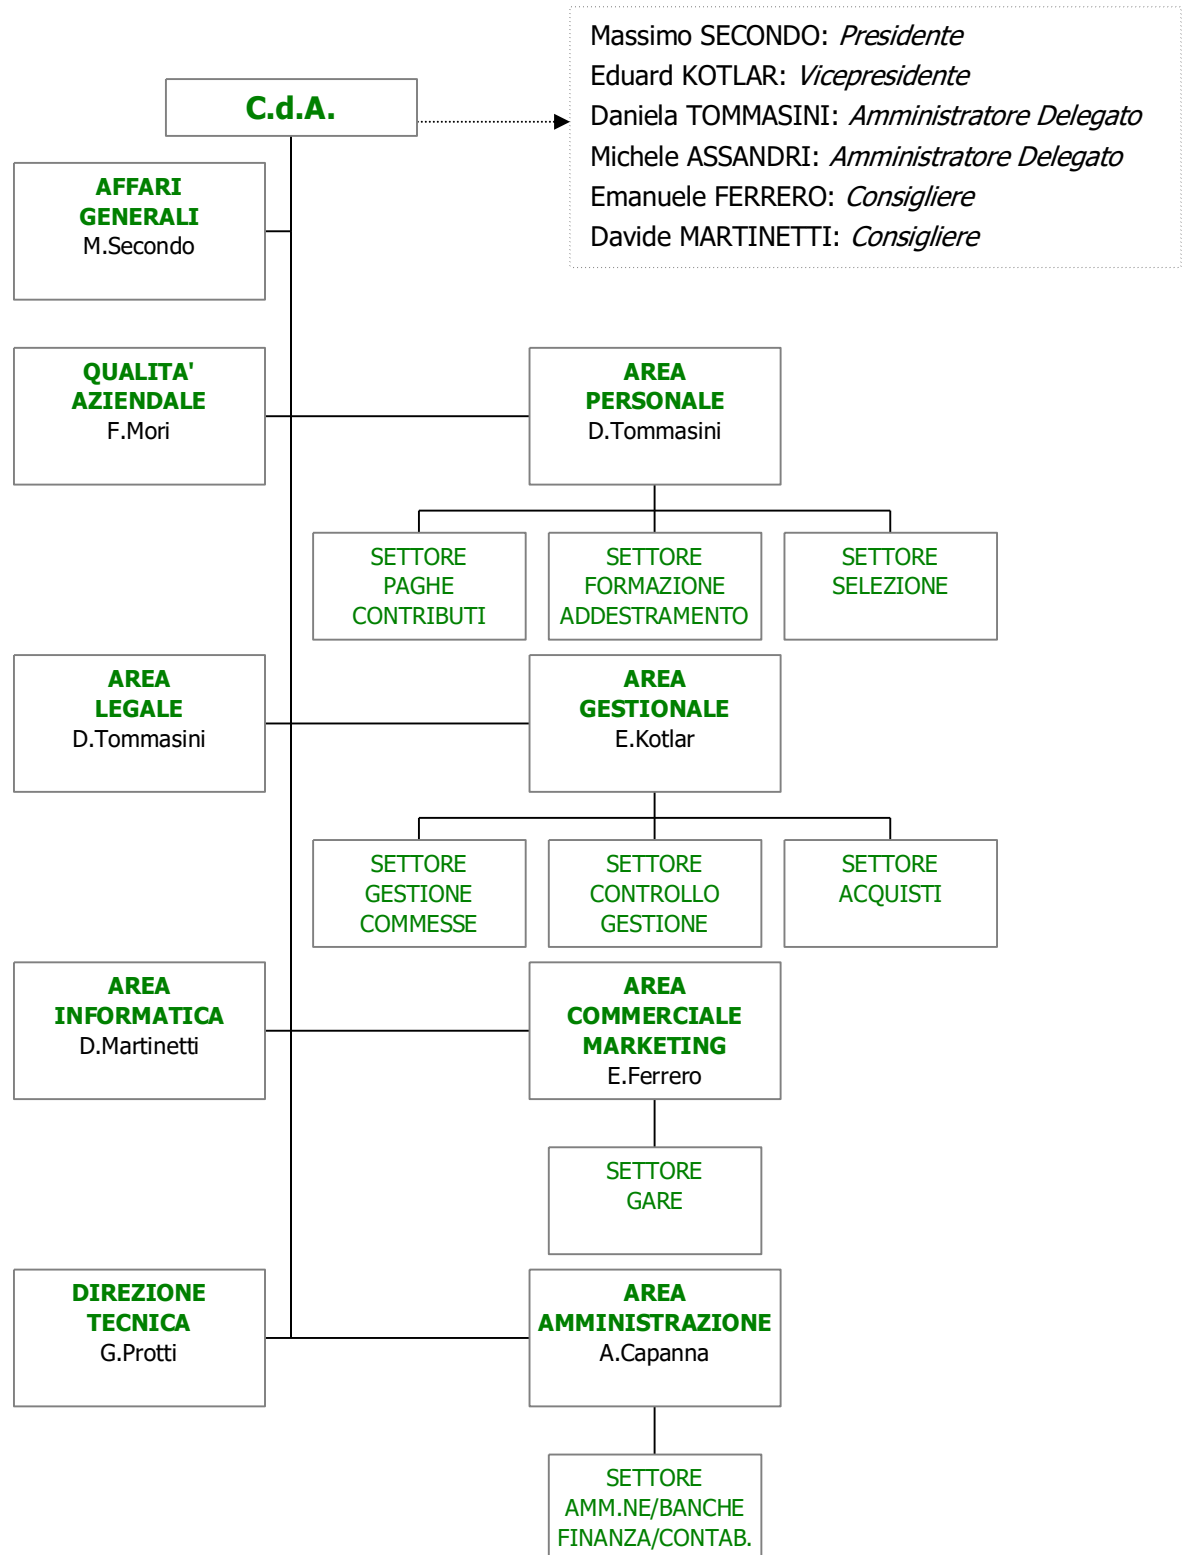 C.d.A.
Massimo SECONDO: Presidente
Eduard KOTLAR: Vicepresidente
Daniela TOMMASINI: Amministratore Delegato
Michele ASSANDRI: Amministratore Delegato
Emanuele FERRERO: Consigliere
Davide MARTINETTI: Consigliere
AFFARI
GENERALI
M.Secondo
QUALITA'
AZIENDALE
F.Mori
AREA
PERSONALE
D.Tommasini
SETTORE
PAGHE
CONTRIBUTI
SETTORE
FORMAZIONE
ADDESTRAMENTO
SETTORE
SELEZIONE
AREA
LEGALE
D.Tommasini
AREA
GESTIONALE
E.Kotlar
SETTORE
GESTIONE
COMMESSE
SETTORE
CONTROLLO
GESTIONE
SETTORE
ACQUISTI
AREA
INFORMATICA
D.Martinetti
AREA
COMMERCIALE
MARKETING
E.Ferrero
SETTORE
GARE
DIREZIONE
TECNICA
G.Protti
AREA
AMMINISTRAZIONE
A.Capanna
SETTORE
AMM.NE/BANCHE
FINANZA/CONTAB.